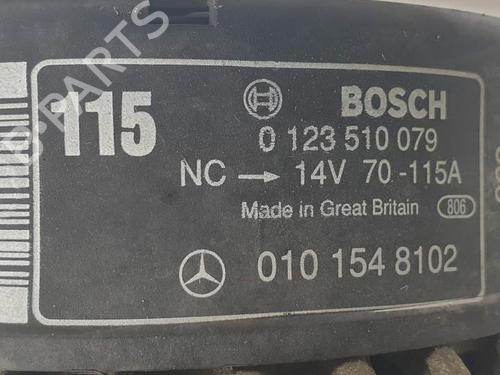 115
BOSCH
0 123 510 079
NC → 14V 70-115A
Made in Great Britain 806
010 154 8102
PARTS